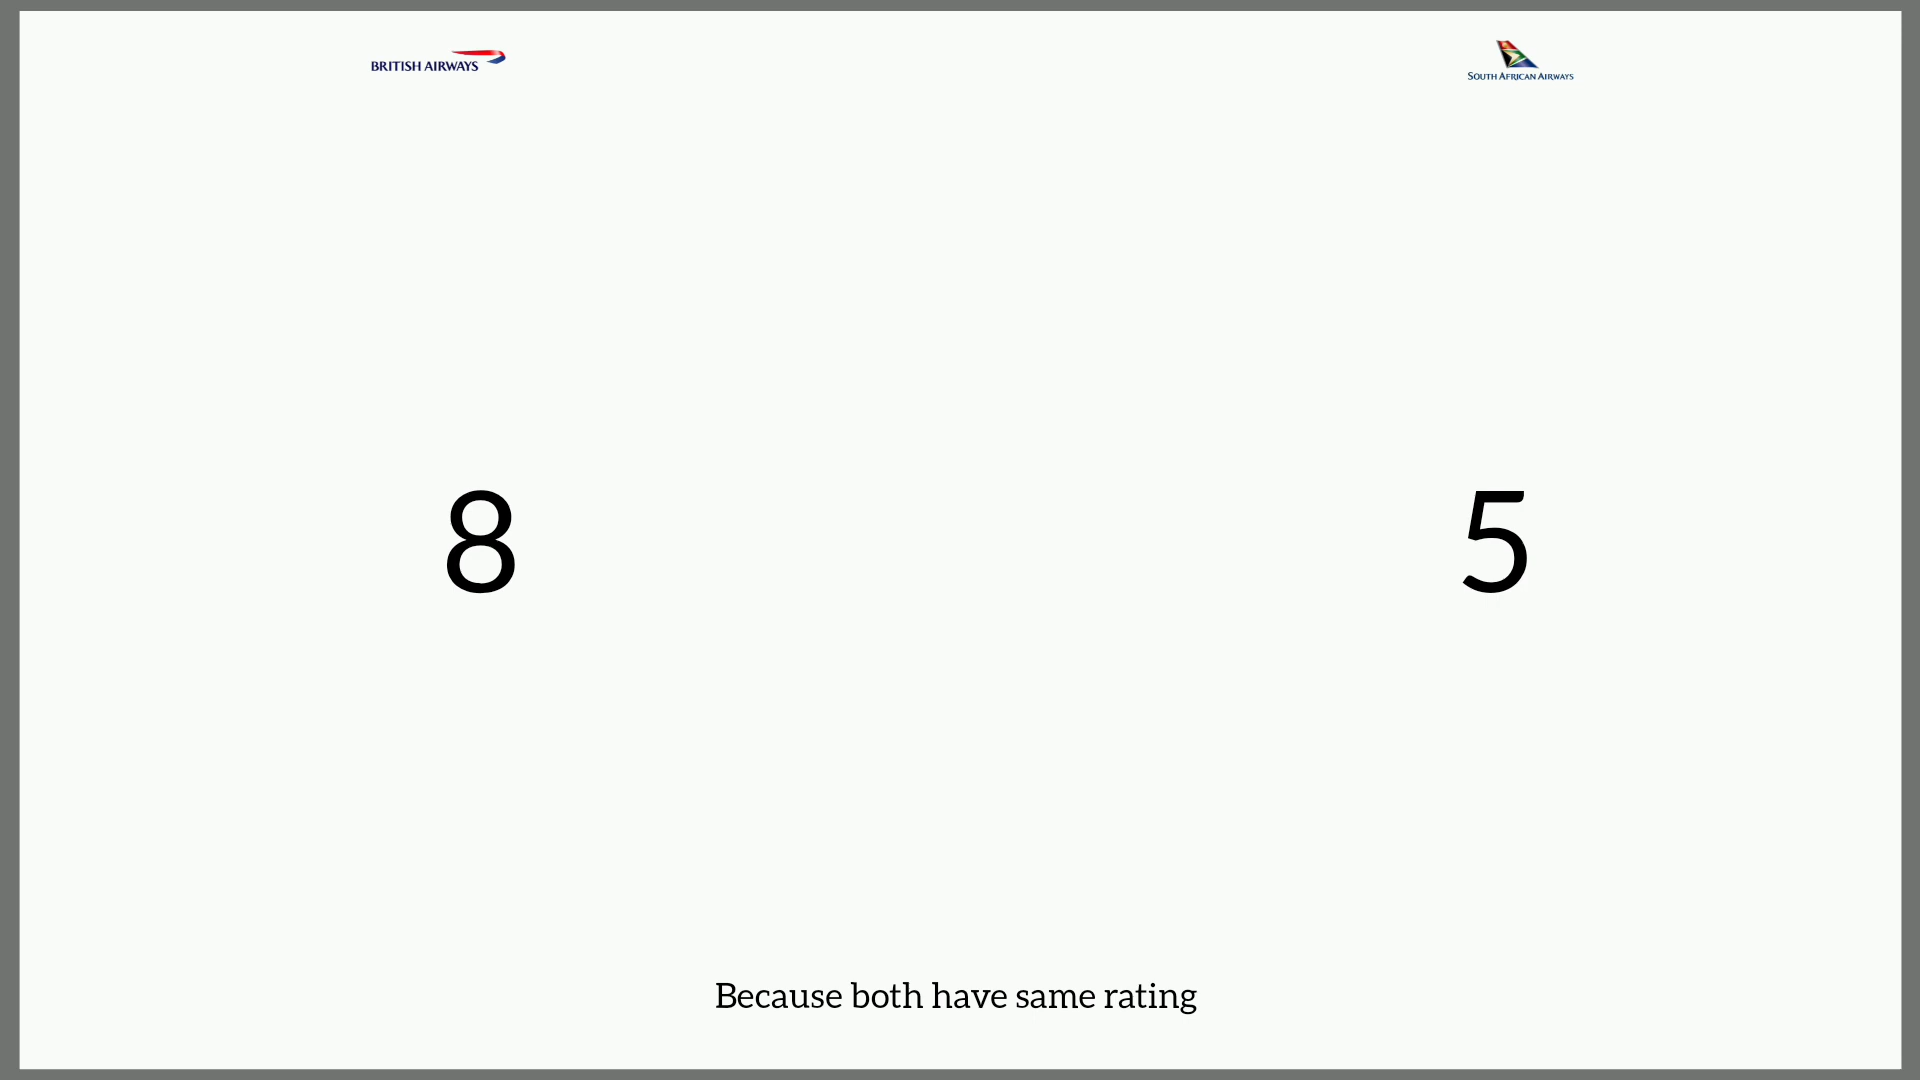 BRITISH AIRWAYS
SOUTH AFRICAN AIRWAYS
8
5
Because both have same rating